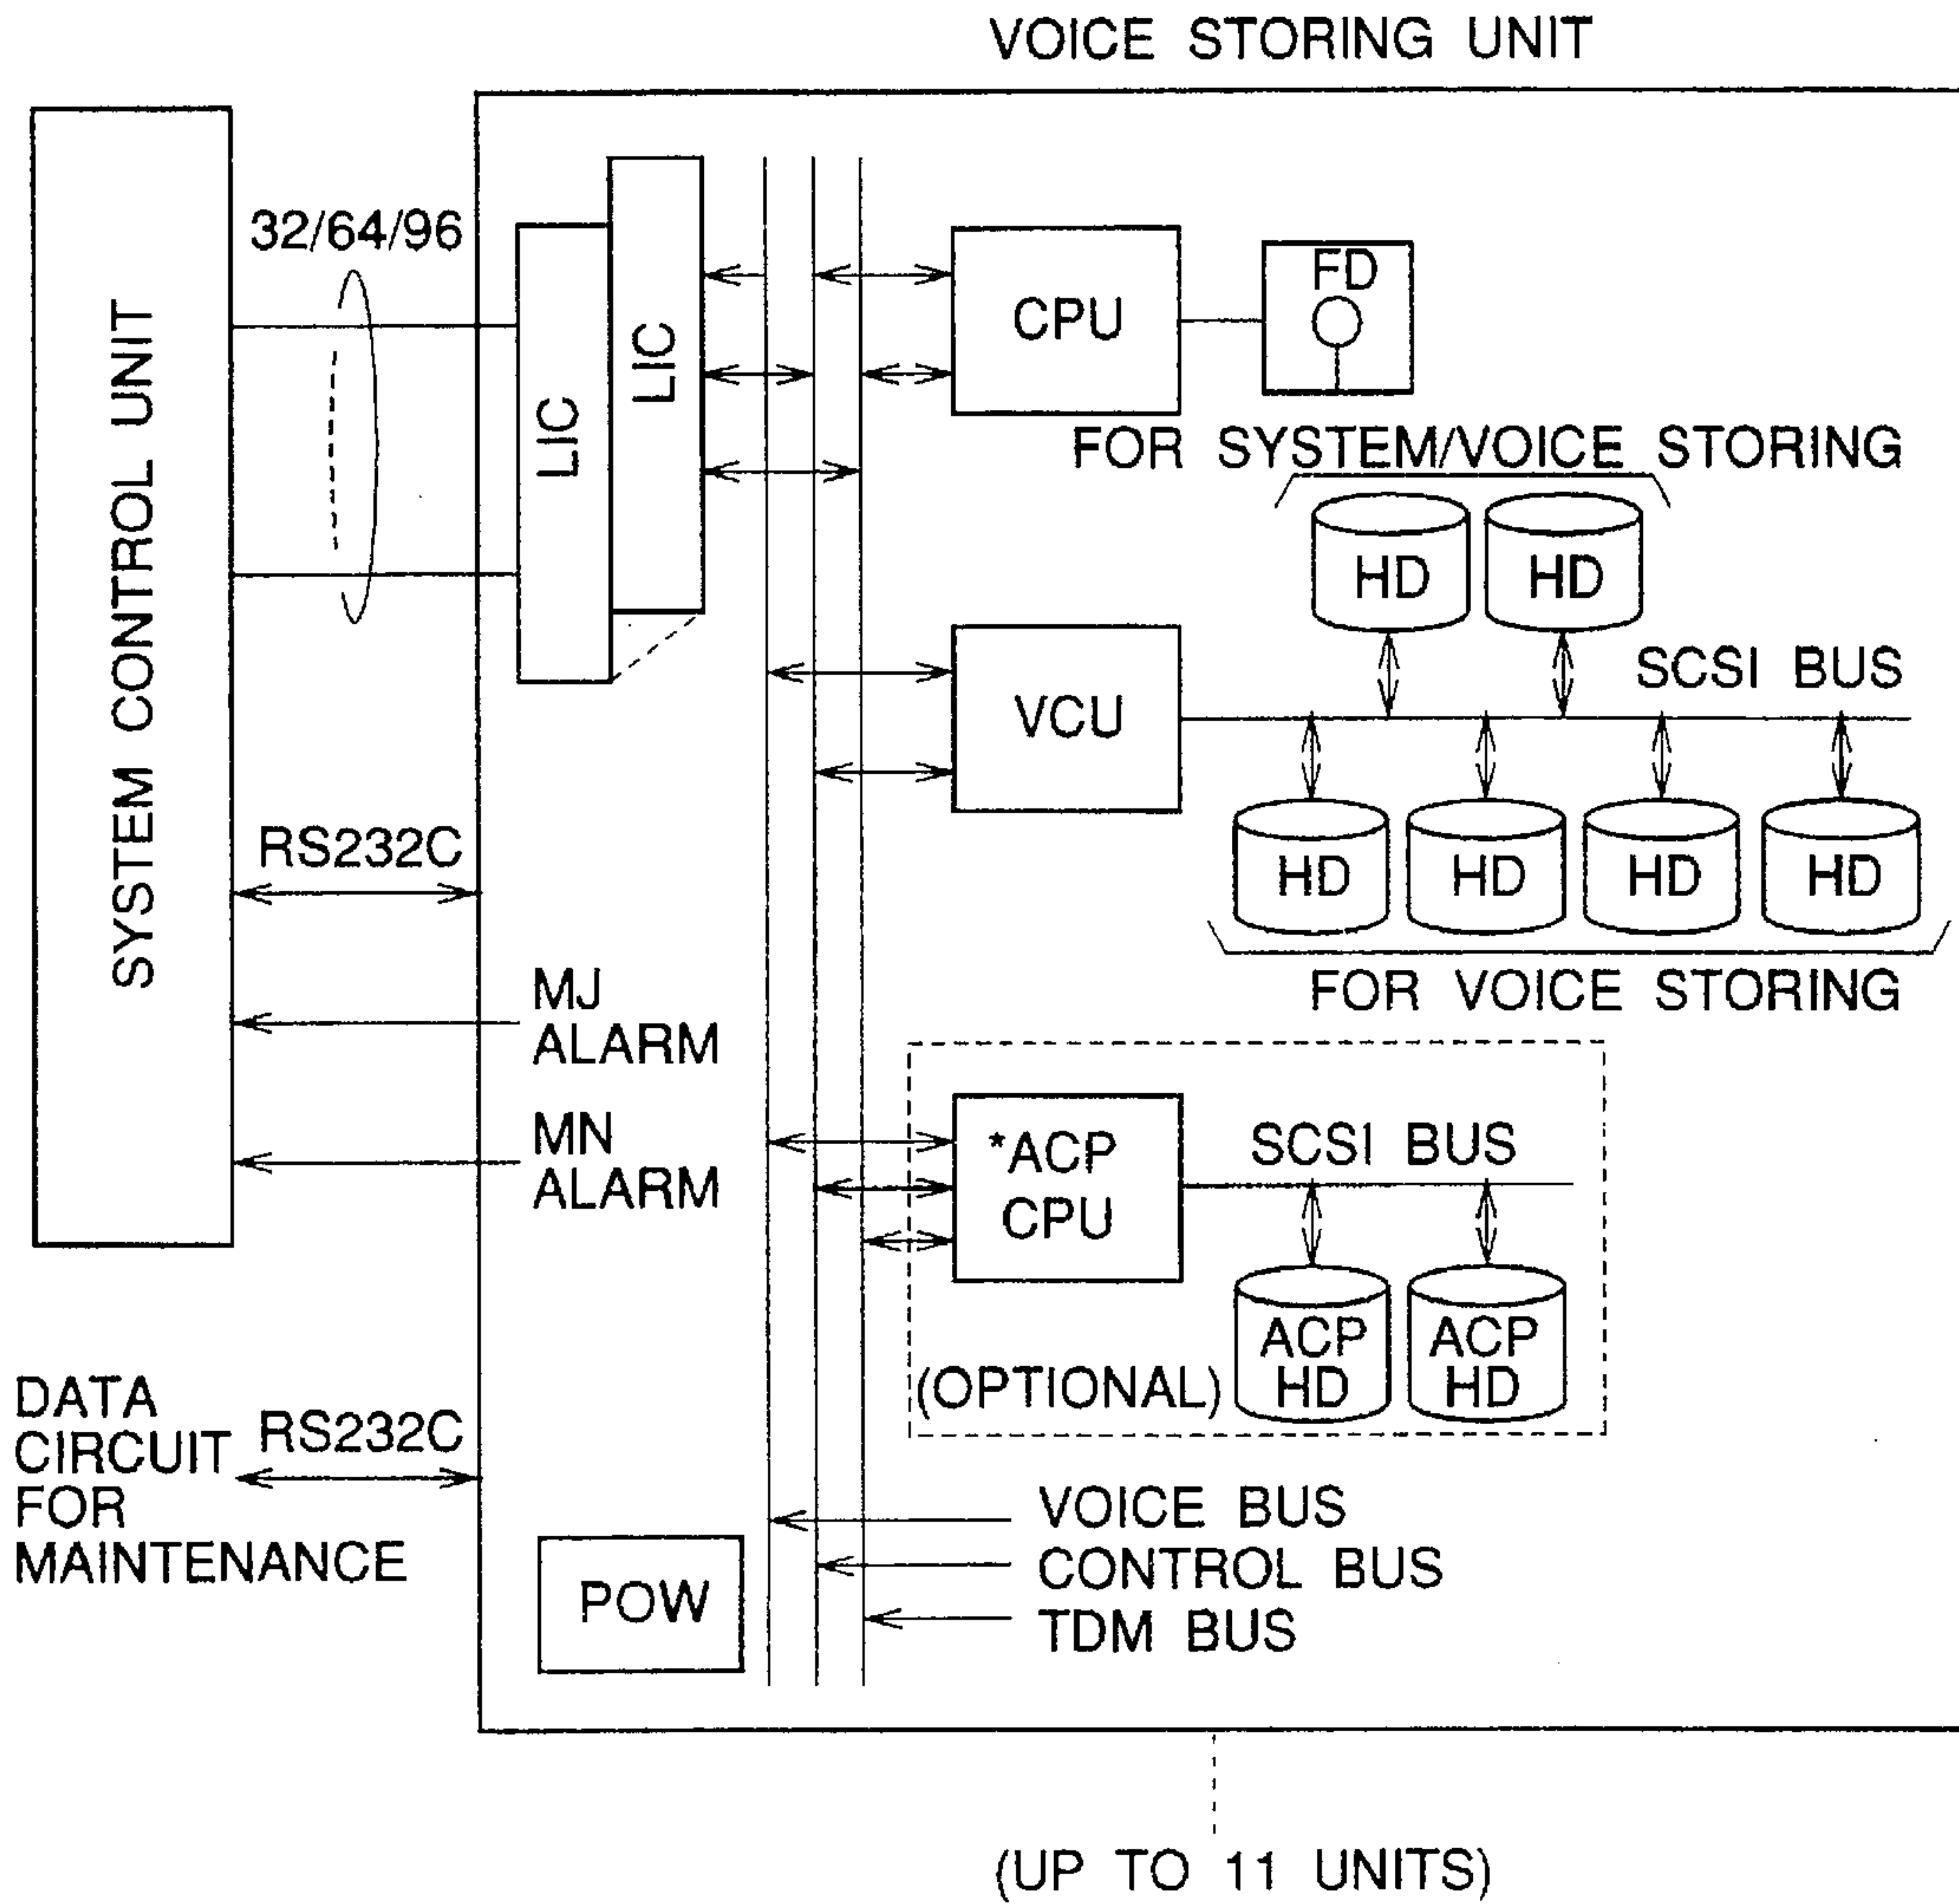 VOICE STORING UNIT
SYSTEM CONTROL UNIT
32/64/96
LIC
LIC
CPU
FD
FOR SYSTEM/VOICE STORING
HD
HD
SCSI BUS
VCU
HD
HD
HD
HD
FOR VOICE STORING
RS232C
MJ
ALARM
MN
ALARM
*ACP
CPU
SCSI BUS
ACP
HD
ACP
HD
(OPTIONAL)
DATA
CIRCUIT
FOR
MAINTENANCE
RS232C
POW
VOICE BUS
CONTROL BUS
TDM BUS
(UP TO 11 UNITS)